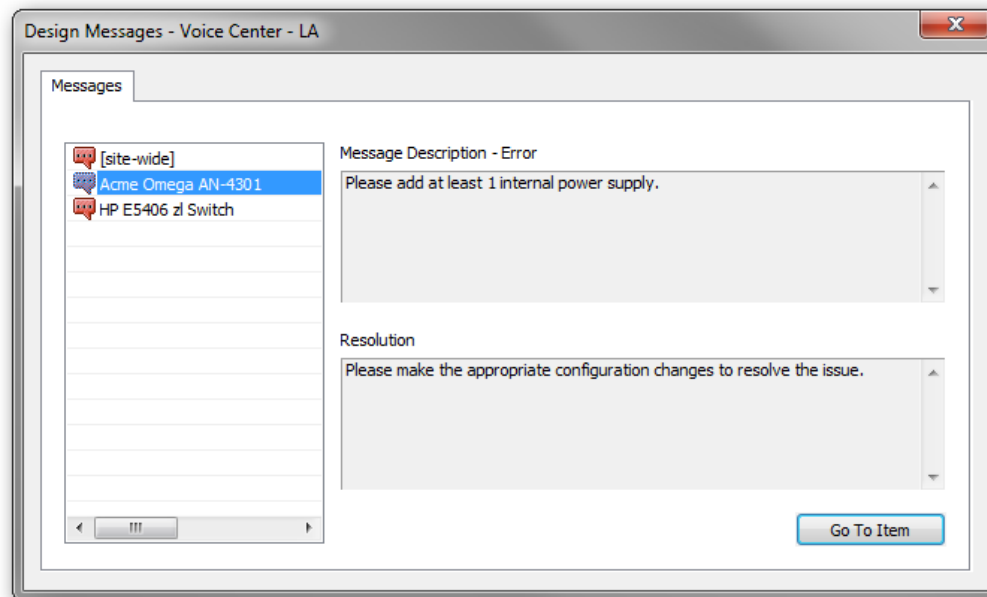 Design Messages - Voice Center - LA
X
Messages
[site-wide]
Acme Omega AN-4301
HP E5406 zl Switch
Message Description - Error
Please add at least 1 internal power supply.
Resolution
Please make the appropriate configuration changes to resolve the issue.
Go To Item